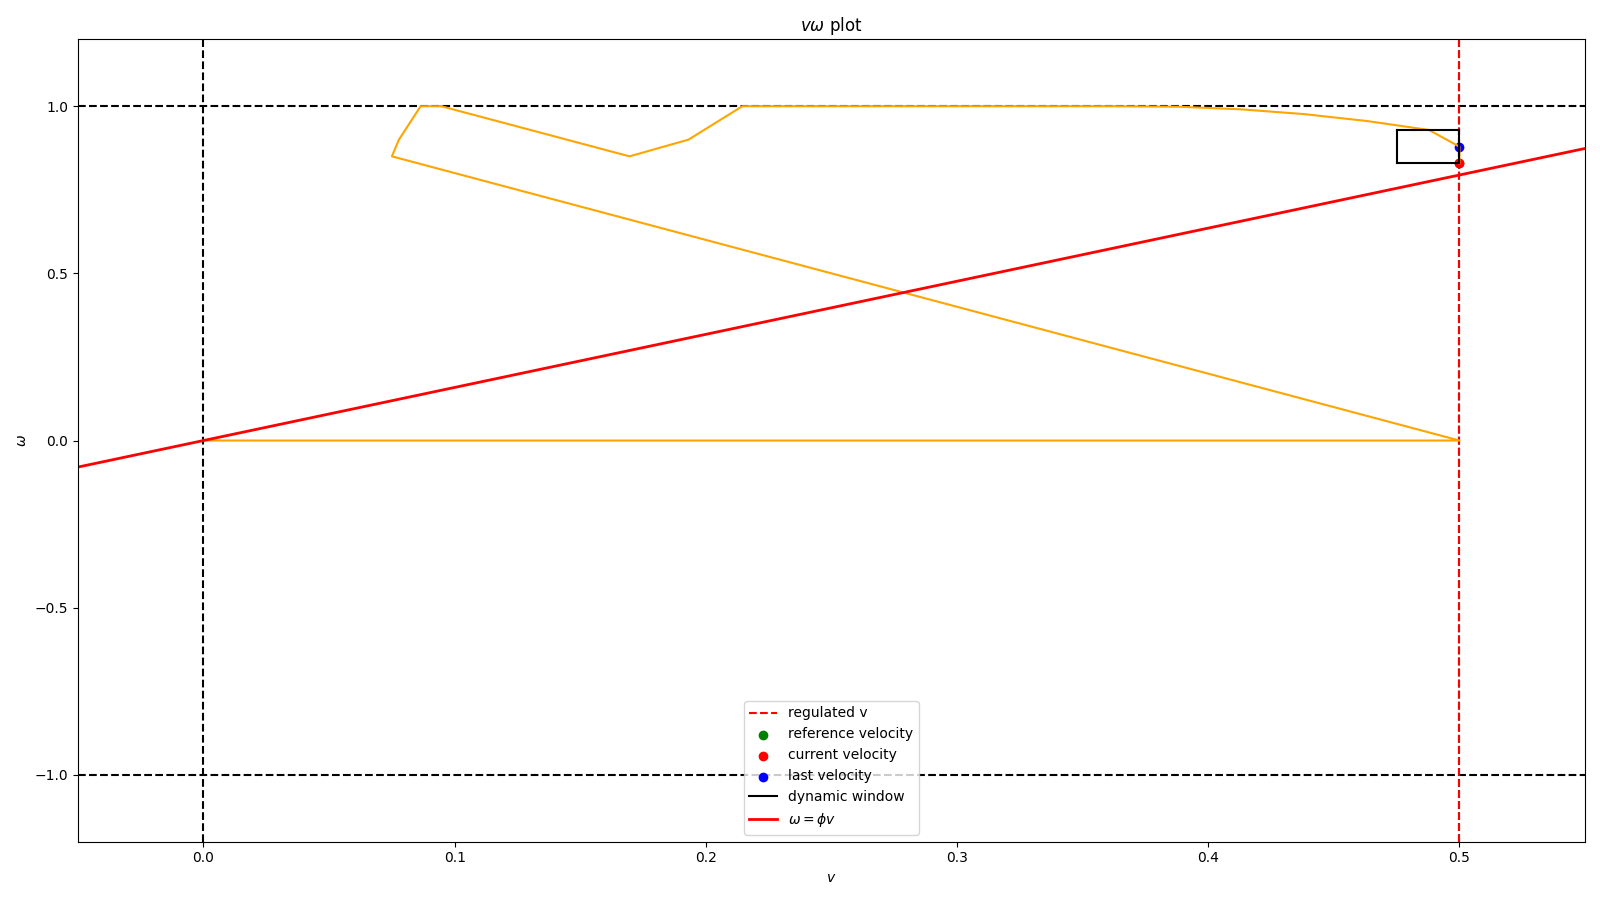 vω plot
1.0
0.5
0.0
−0.5
−1.0
ω
0.0 0.1 0.2 0.3 0.4 0.5
v
regulated v
reference velocity
current velocity
last velocity
dynamic window
ω = ϕv